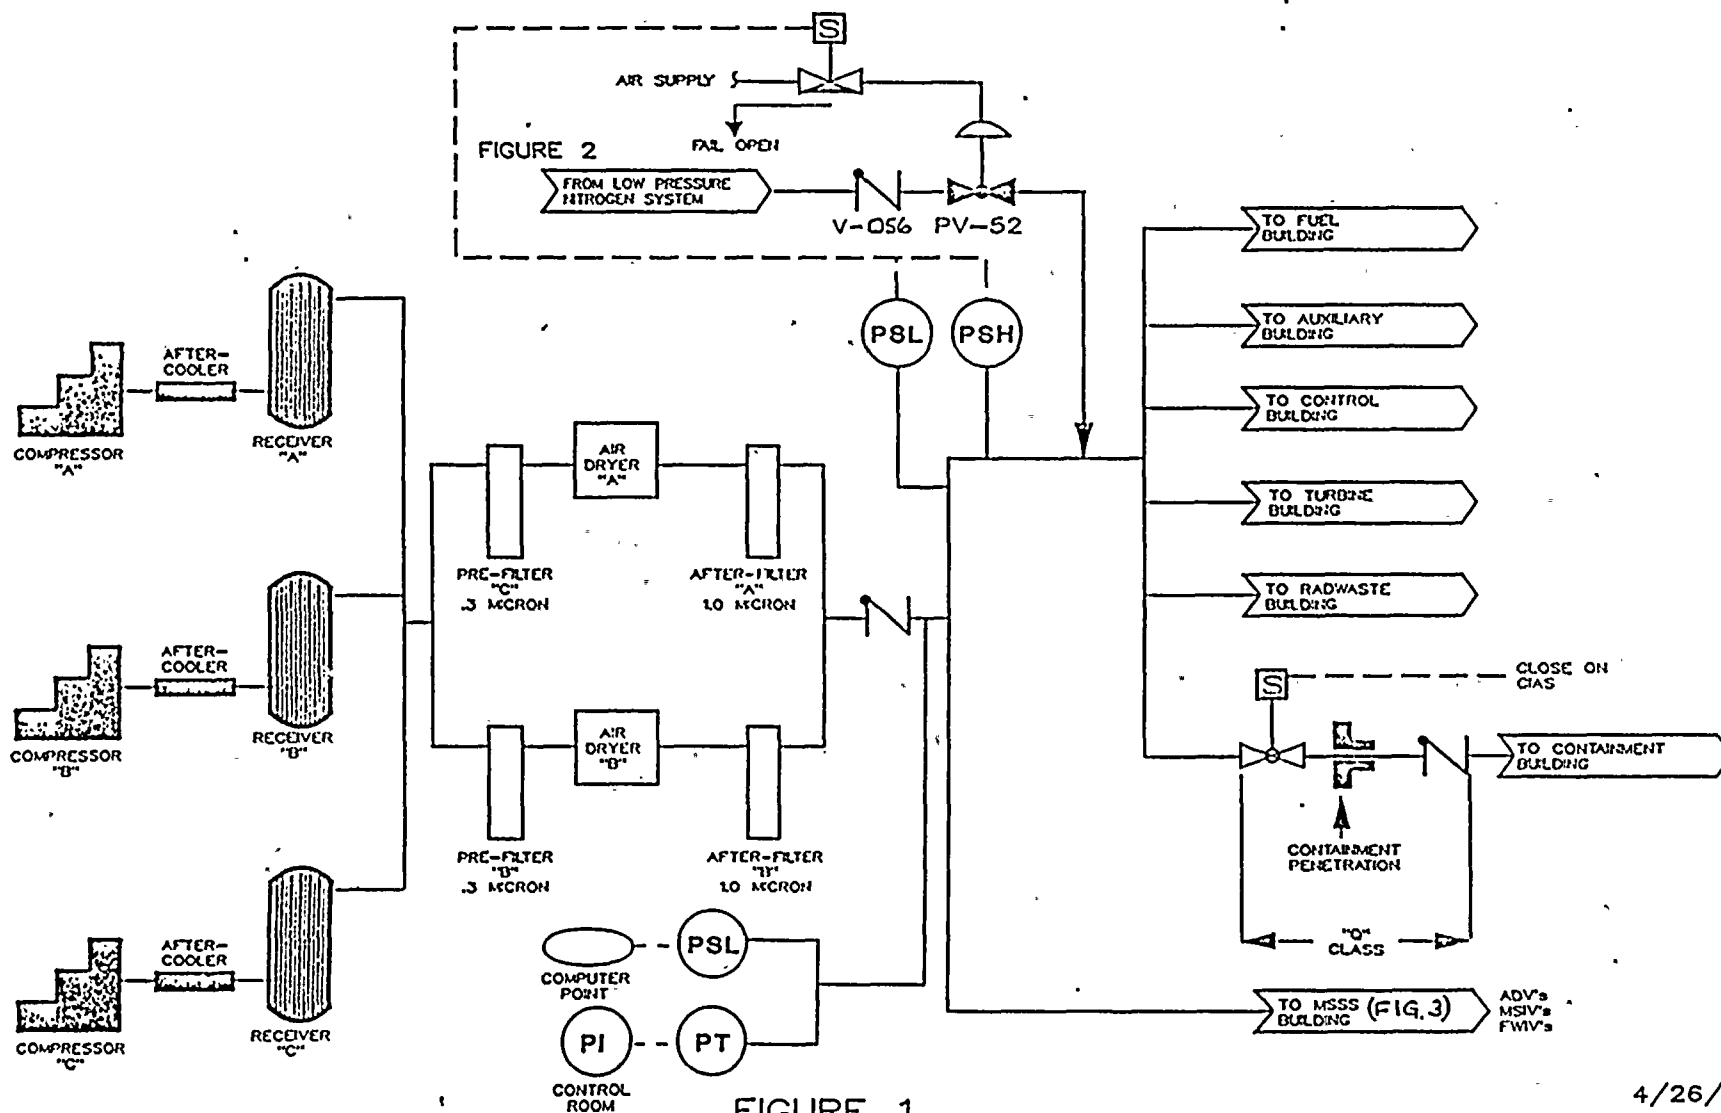 S
AIR SUPPLY
FAIL OPEN
FIGURE 2
FROM LOW PRESSURE
NITROGEN SYSTEM
V-056
PV-52
PSL
PSH
TO FUEL
BUILDING
TO AUXILIARY
BUILDING
TO CONTROL
BUILDING
TO TURBINE
BUILDING
TO RADWASTE
BUILDING
S
CLOSE ON
CIAS
TO CONTAINMENT
BUILDING
CONTAINMENT
PENETRATION
"Q"
CLASS
TO MSSS (FIG.3)
BUILDING
ADV's
MSIV's
FWIV's
AFTER-
COOLER
COMPRESSOR
"A"
RECEIVER
"A"
AFTER-
COOLER
COMPRESSOR
"B"
RECEIVER
"B"
AFTER-
COOLER
COMPRESSOR
"C"
RECEIVER
"C"
AIR
DRYER
"A"
PRE-FILTER
"C"
.3 MICRON
AFTER-FILTER
"A"
1.0 MICRON
AIR
DRYER
"B"
PRE-FILTER
"B"
.3 MICRON
AFTER-FILTER
"B"
1.0 MICRON
PSL
COMPUTER
POINT
PI
PT
CONTROL
ROOM
FIGURE 1
4/26/